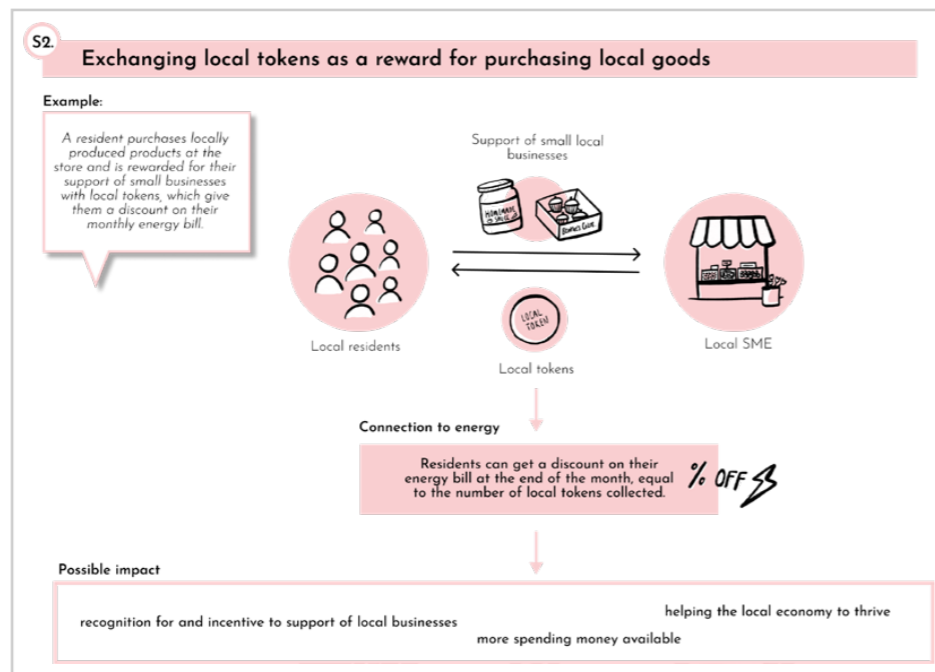 S2.
Exchanging local tokens as a reward for purchasing local goods
Example:
A resident purchases locally
produced products at the
store and is rewarded for their
support of small businesses
with local tokens, which give
them a discount on their
monthly energy bill.
Support of small local
businesses
HOMEMADE
Local residents
LOCAL
TOKEN
Local tokens
Local SME
Connection to energy
Residents can get a discount on their
energy bill at the end of the month, equal
to the number of local tokens collected.
% OFF
Possible impact
recognition for and incentive to support of local businesses
more spending money available
helping the local economy to thrive